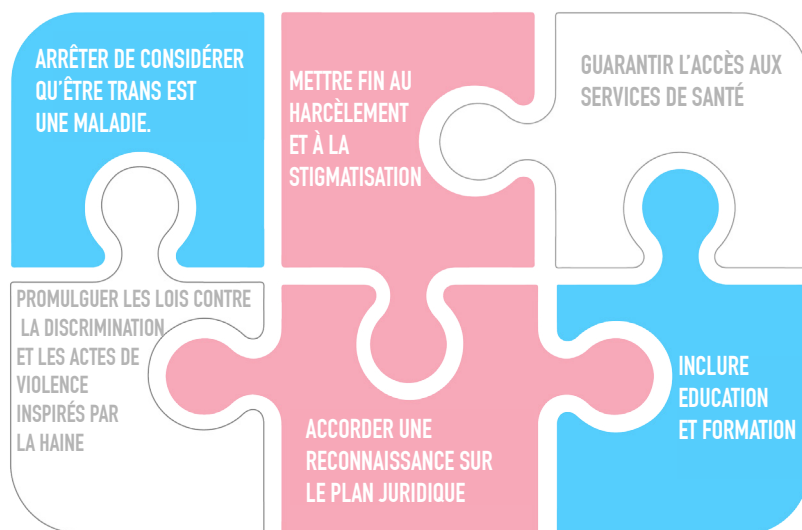 ARRÊTER DE CONSIDÉRER
QU'ÊTRE TRANS EST
UNE MALADIE.
METTRE FIN AU
HARCÈLEMENT
ET À LA
STIGMATISATION
GUARANTIR L'ACCÈS AUX
SERVICES DE SANTÉ
PROMULGUER LES LOIS CONTRE
LA DISCRIMINATION
ET LES ACTES DE
VIOLENCE
INSPIRÉS PAR
LA HAINE
ACCORDER UNE
RECONNAISSANCE SUR
LE PLAN JURIDIQUE
INCLURE
EDUCATION
ET FORMATION